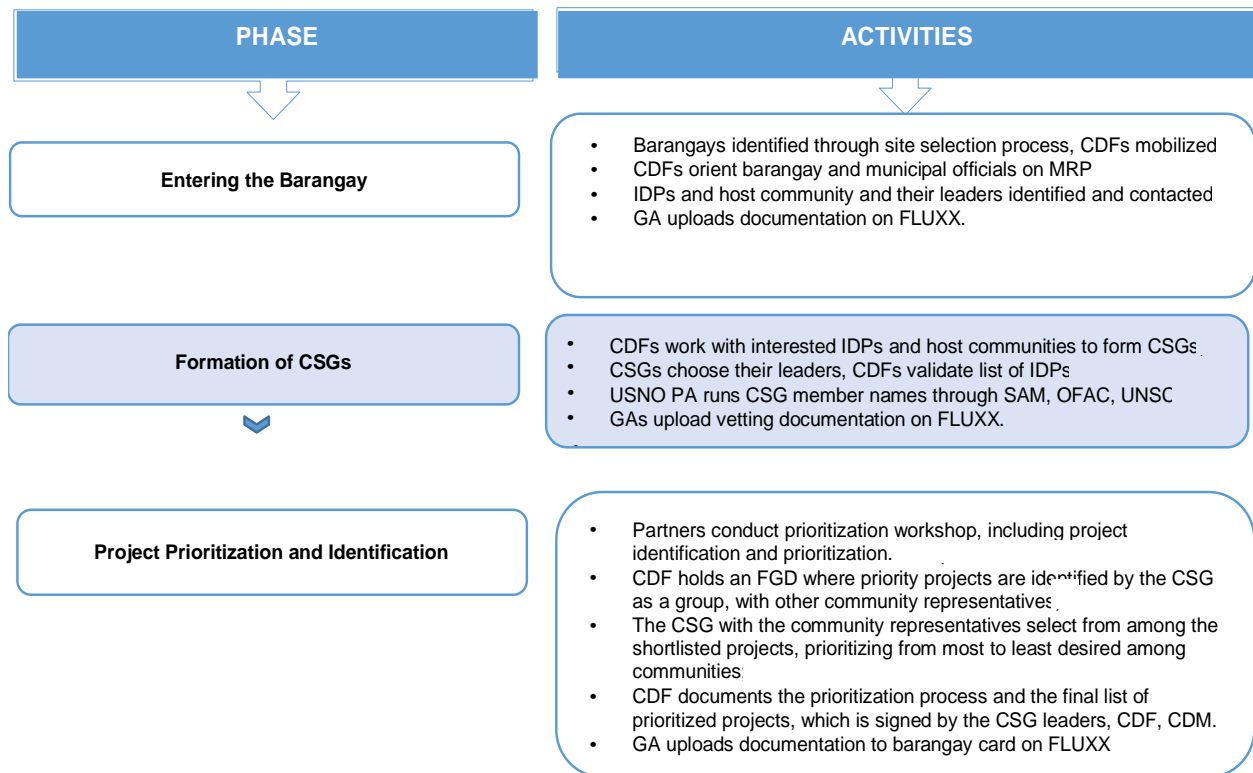 PHASE
ACTIVITIES
Entering the Barangay
• Barangays identified through site selection process, CDFs mobilized
• CDFs orient barangay and municipal officials on MRP
• IDPs and host community and their leaders identified and contacted
• GA uploads documentation on FLUXX.
Formation of CSGs
• CDFs work with interested IDPs and host communities to form CSGs
• CSGs choose their leaders, CDFs validate list of IDPs
• USNO PA runs CSG member names through SAM, OFAC, UNSC
• GAs upload vetting documentation on FLUXX.
Project Prioritization and Identification
• Partners conduct prioritization workshop, including project
identification and prioritization.
• CDF holds an FGD where priority projects are identified by the CSG
as a group, with other community representatives
• The CSG with the community representatives select from among the
shortlisted projects, prioritizing from most to least desired among
communities
• CDF documents the prioritization process and the final list of
prioritized projects, which is signed by the CSG leaders, CDF, CDM.
• GA uploads documentation to barangay card on FLUXX